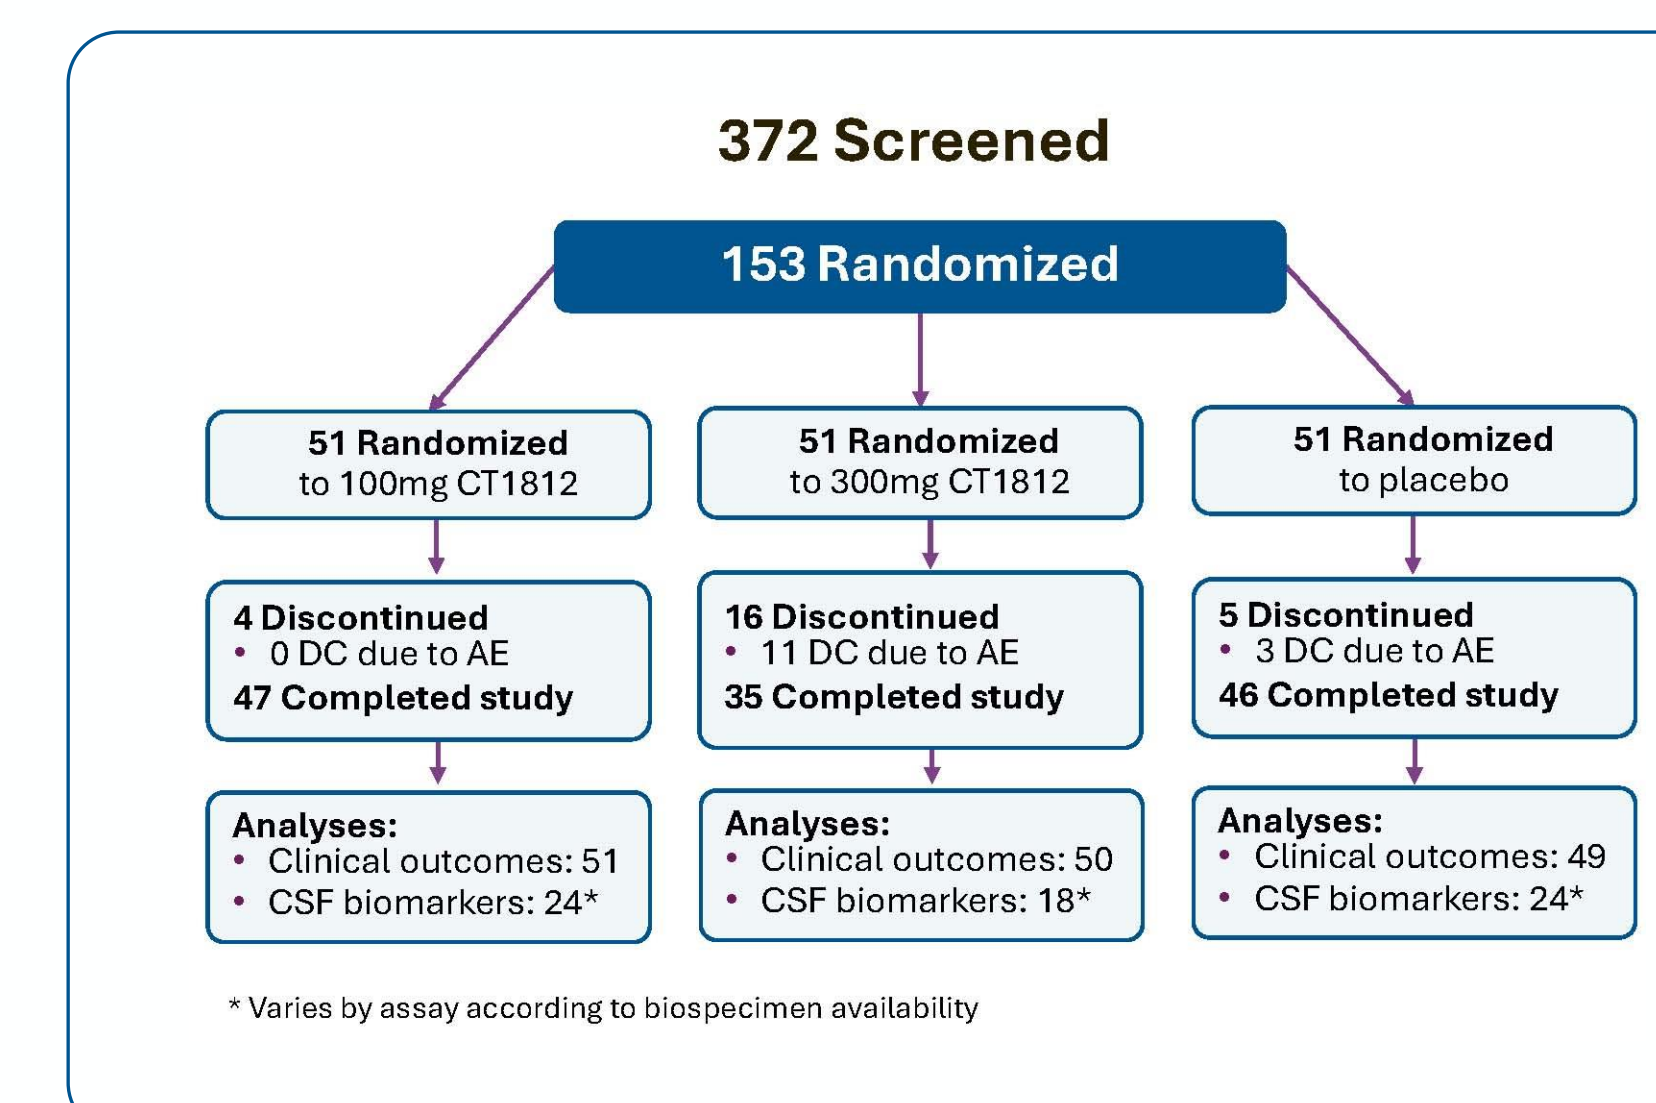 372 Screened
153 Randomized
51 Randomized
to 100mg CT1812
51 Randomized
to 300mg CT1812
51 Randomized
to placebo
4 Discontinued
• 0 DC due to AE
47 Completed study
16 Discontinued
• 11 DC due to AE
35 Completed study
5 Discontinued
• 3 DC due to AE
46 Completed study
Analyses:
• Clinical outcomes: 51
• CSF biomarkers: 24*
Analyses:
• Clinical outcomes: 50
• CSF biomarkers: 18*
Analyses:
• Clinical outcomes: 49
• CSF biomarkers: 24*
* Varies by assay according to biospecimen availability